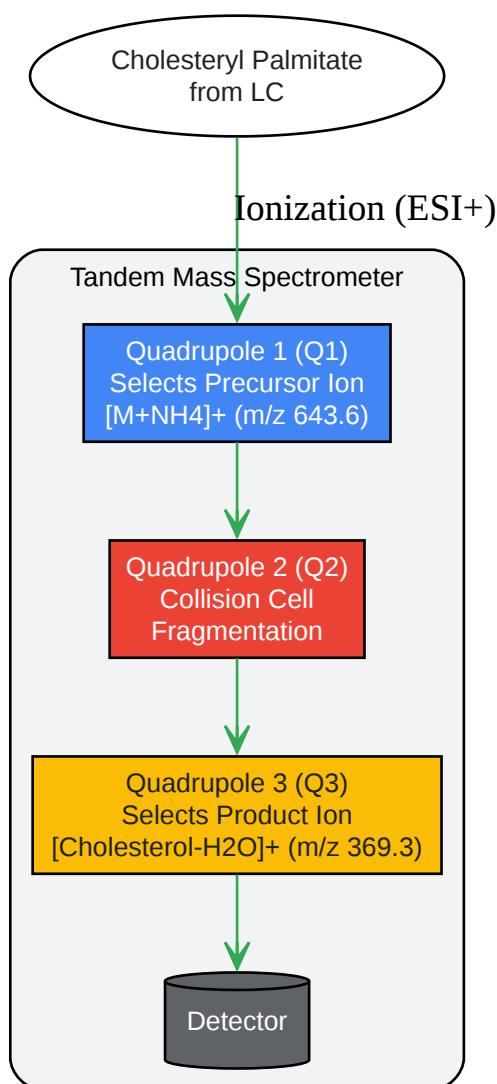 Cholesteryl Palmitate
from LC
Ionization (ESI+)
Tandem Mass Spectrometer
Quadrupole 1 (Q1)
Selects Precursor Ion
[M+NH4]+ (m/z 643.6)
Quadrupole 2 (Q2)
Collision Cell
Fragmentation
Quadrupole 3 (Q3)
Selects Product Ion
[Cholesterol-H2O]+ (m/z 369.3)
Detector